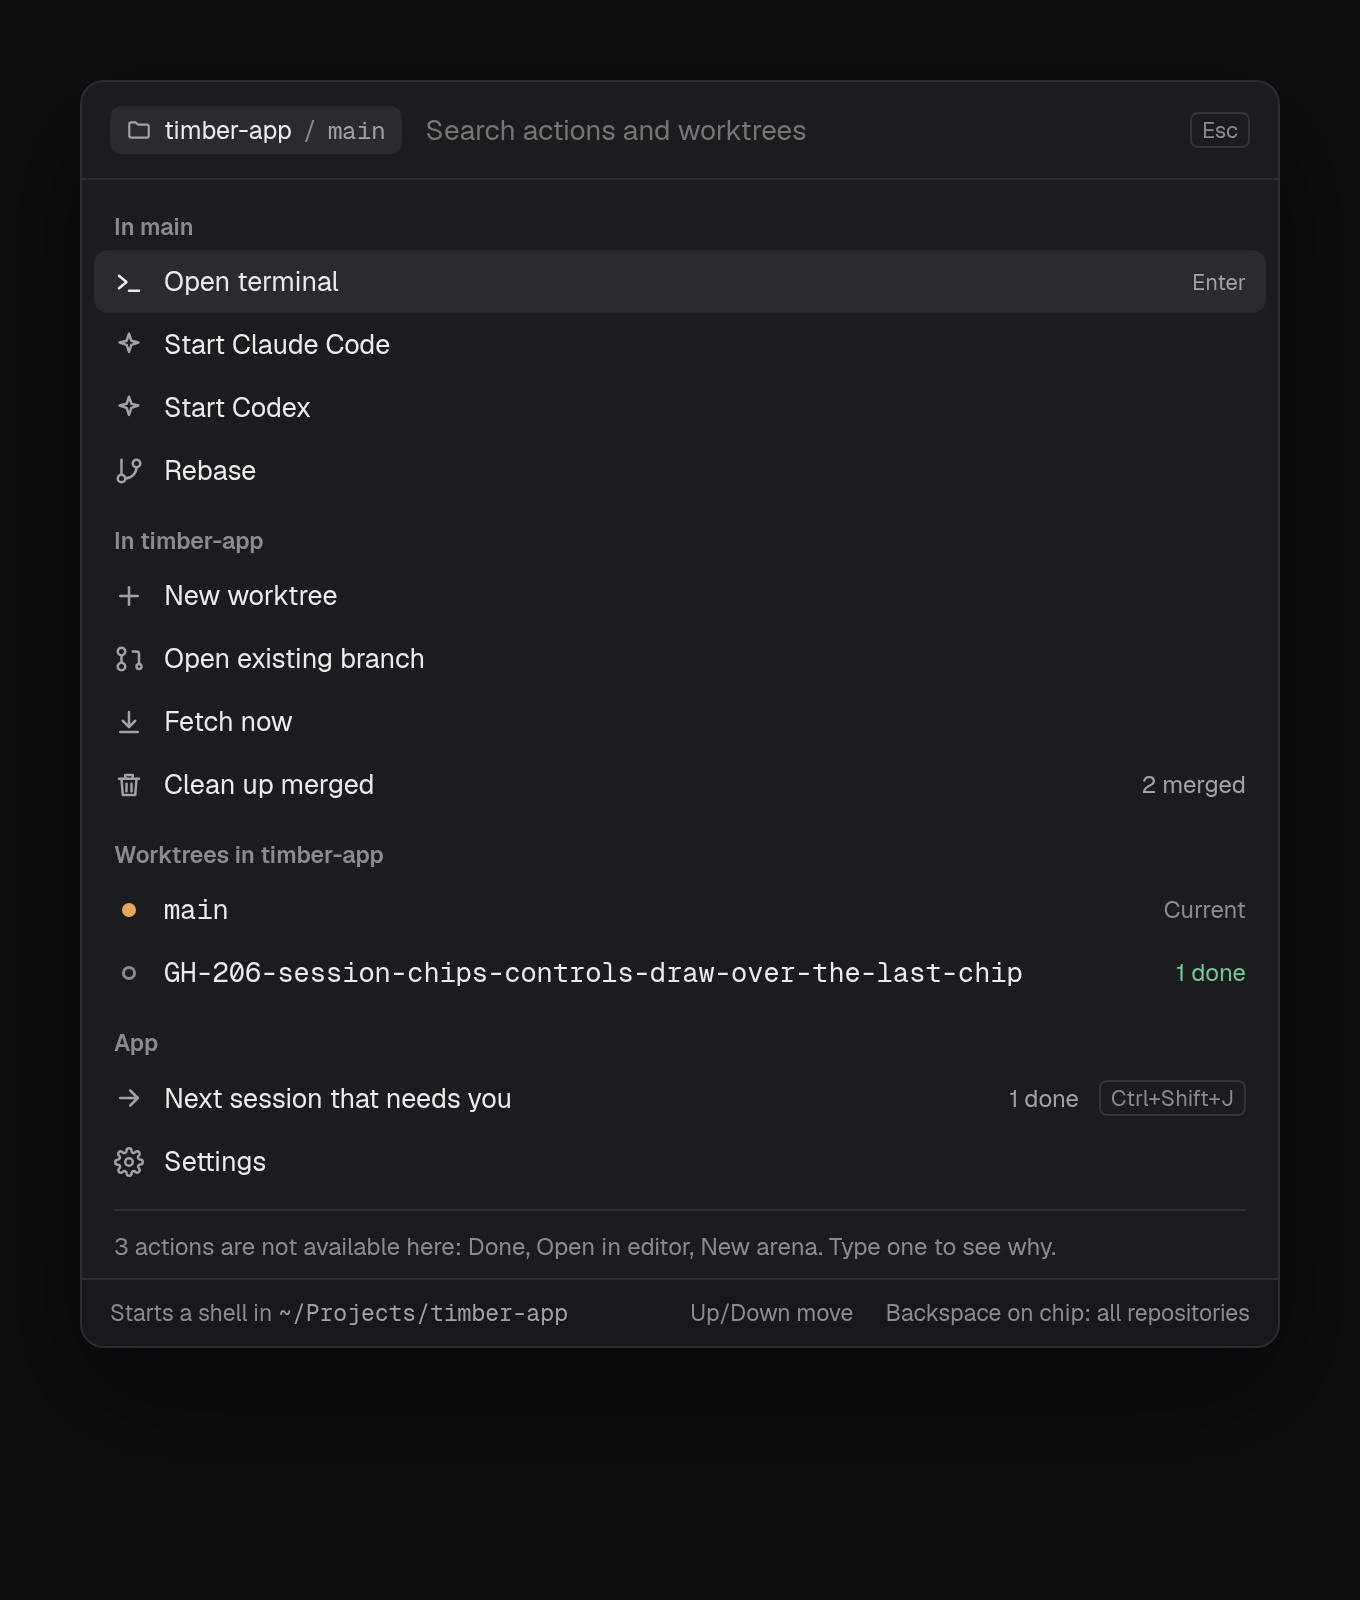 timber-app / main Search actions and worktrees Esc
In main
Open terminal Enter
Start Claude Code
Start Codex
Rebase
In timber-app
New worktree
Open existing branch
Fetch now
Clean up merged 2 merged
Worktrees in timber-app
main Current
GH-206-session-chips-controls-draw-over-the-last-chip 1 done
App
Next session that needs you 1 done Ctrl+Shift+J
Settings
3 actions are not available here: Done, Open in editor, New arena. Type one to see why.
Starts a shell in ~/Projects/timber-app Up/Down move Backspace on chip: all repositories